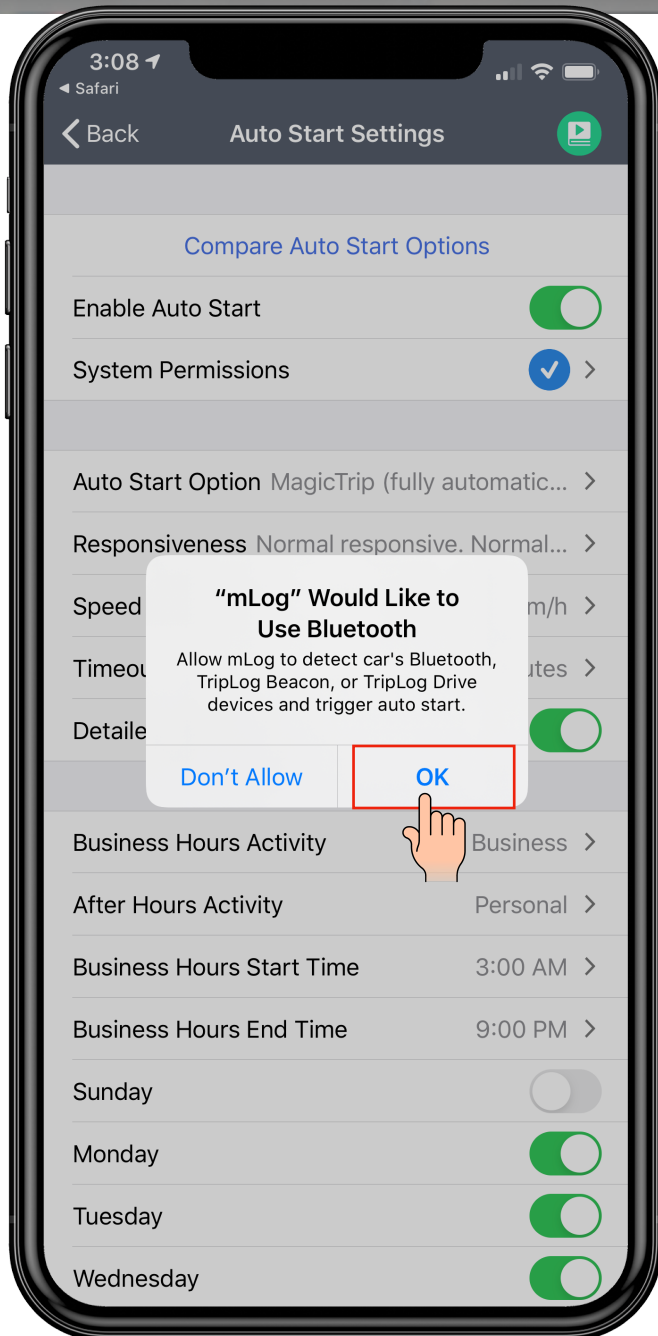 3:08
Safari
Back
Auto Start Settings
Compare Auto Start Options
Enable Auto Start
System Permissions
Auto Start Option MagicTrip (fully automatic...
Responsiveness Normal responsive. Normal...
Speed m/h
“mLog” Would Like to
Use Bluetooth
Allow mLog to detect car's Bluetooth,
TripLog Beacon, or TripLog Drive
devices and trigger auto start.
Don’t Allow
OK
Business Hours Activity Business
After Hours Activity Personal
Business Hours Start Time 3:00 AM
Business Hours End Time 9:00 PM
Sunday
Monday
Tuesday
Wednesday